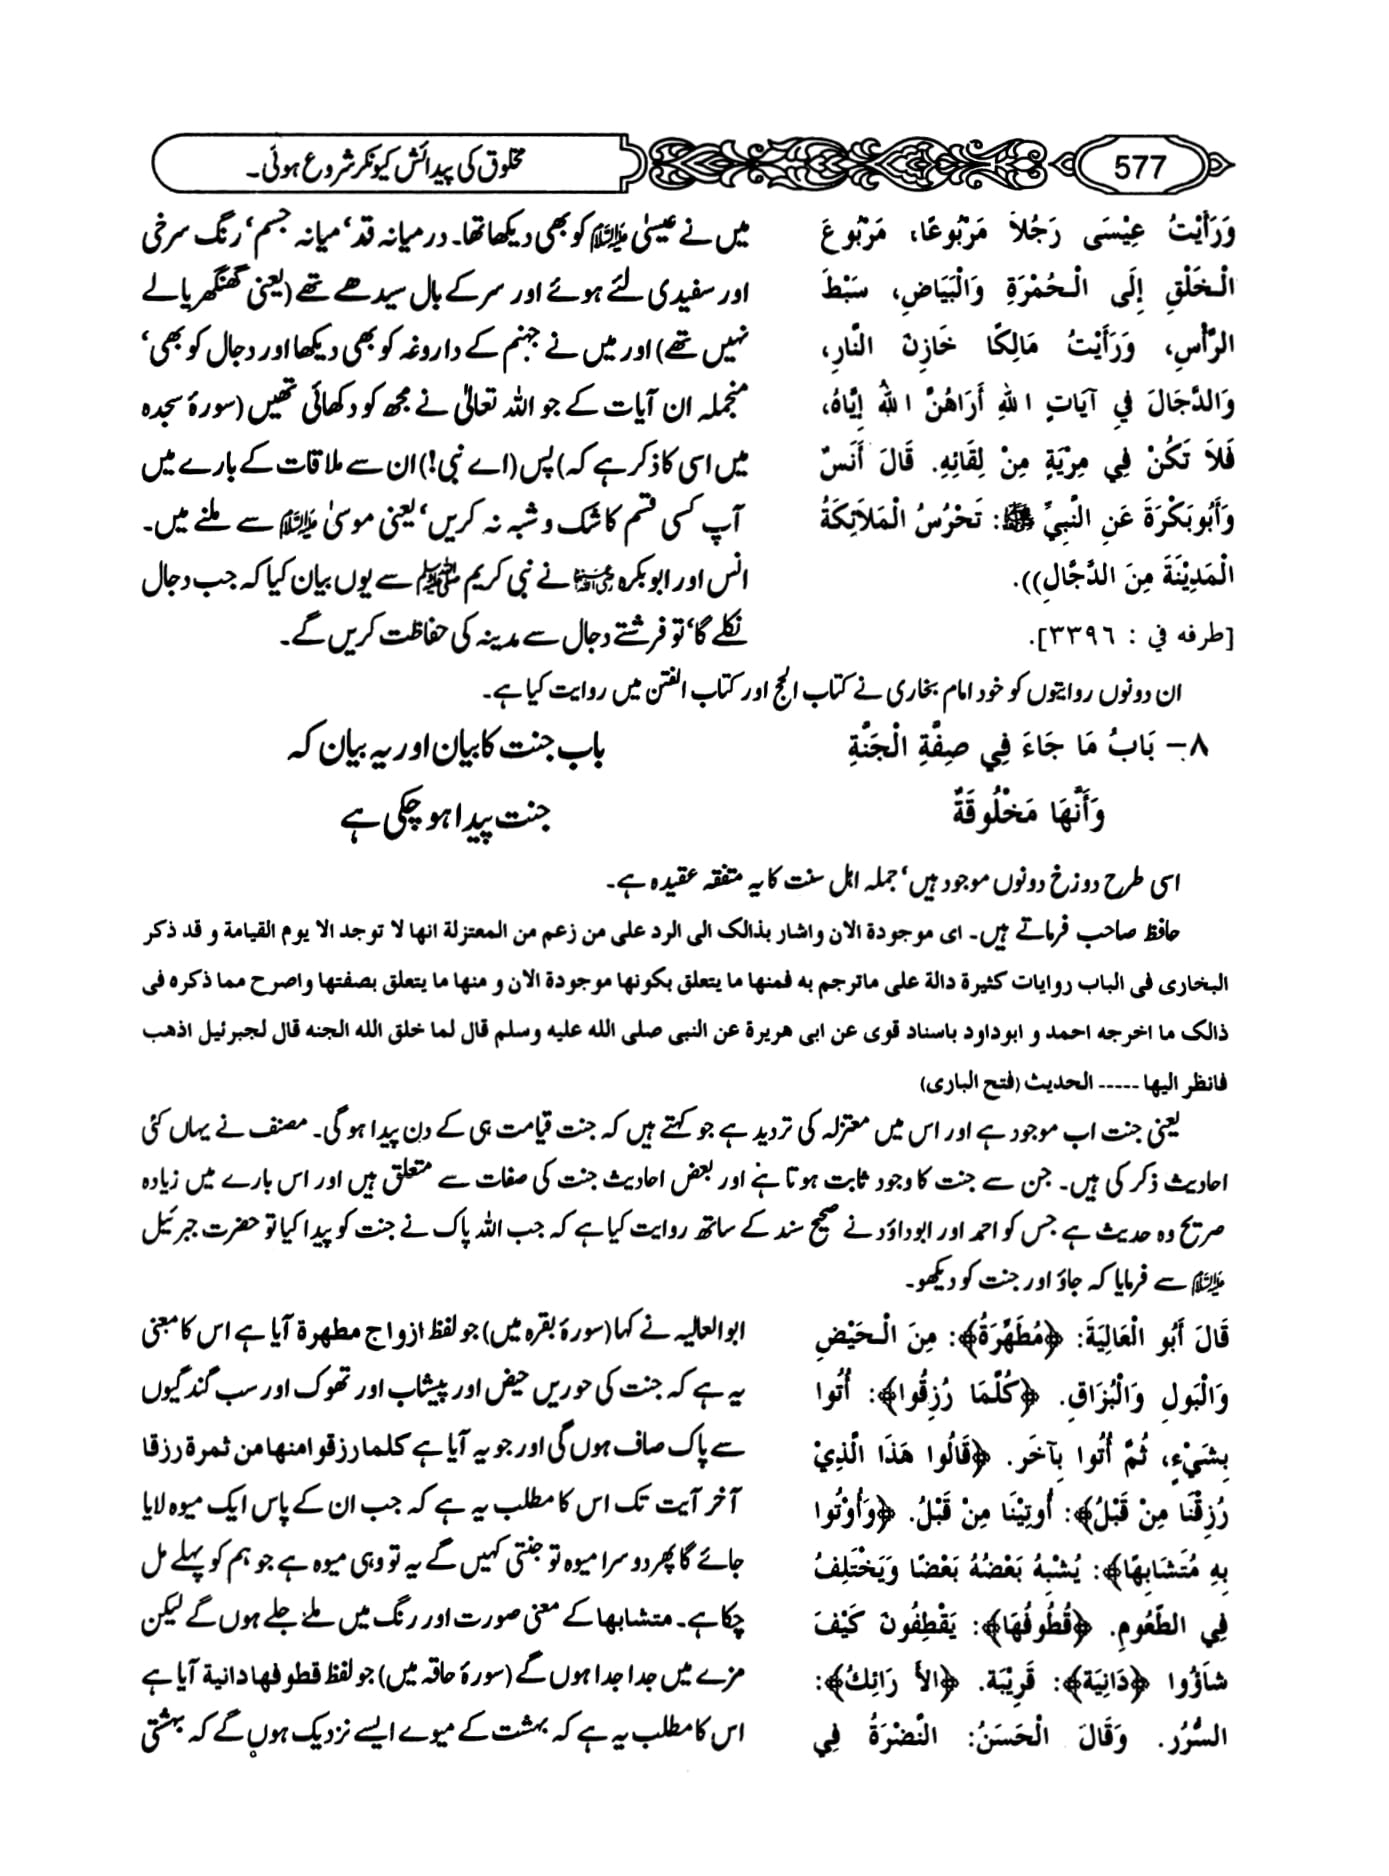 577
مخلوق کی پیدائش کیونکر شروع ہوئی۔
وَرَأَيْتُ عِيْسَى رَجُلاً مَرْبُوعًا، مَرْبُوعَ
الْخَلْقِ إِلَى الْحُمْرَةِ وَالْبَيَاضِ، سَبْطَ
الرَّأْسِ، وَرَأَيْتُ مَالِكًا خَازِنَ النَّارِ،
وَالدَّجَّالَ فِي آيَاتٍ اللهِ أَرَاهُنَّ اللهُ إِيَّاهُ،
فَلاَ تَكُنْ فِي مِرْيَةٍ مِنْ لِقَائِهِ. قَالَ أَنَسٌ
وَأَبُوبَكْرَةَ عَنِ النَّبِيِّ ﷺ: تَحْرُسُ الْمَلاَئِكَةُ
الْمَدِيْنَةَ مِنَ الدَّجَّالِ)).
[طرفه في : ٣٣٩٦].
میں نے عیسیٰ علیہ السلام کو بھی دیکھا تھا۔ درمیانہ قد‘ میانہ جسم‘ رنگ سرخی
اور سفیدی لئے ہوئے اور سر کے بال سیدھے تھے (یعنی گھنگھریالے
نہیں تھے) اور میں نے جہنم کے داروغہ کو بھی دیکھا اور دجال کو بھی‘
منجملہ ان آیات کے جو اللہ تعالیٰ نے مجھ کو دکھائی تھیں (سورۂ سجدہ
میں اسی کا ذکر ہے کہ) پس (اے نبی!) ان سے ملاقات کے بارے میں
آپ کسی قسم کا شک و شبہ نہ کریں‘ یعنی موسیٰ علیہ السلام سے ملنے میں۔
انس اور ابوبکرہ رضی اللہ عنہما نے نبی کریم صلی اللہ علیہ وسلم سے یوں بیان کیا کہ جب دجال
نکلے گا‘ تو فرشتے دجال سے مدینہ کی حفاظت کریں گے۔
ان دونوں روایتوں کو خود امام بخاری نے کتاب الحج اور کتاب الفتن میں روایت کیا ہے۔
٨- بَابُ مَا جَاءَ فِي صِفَّةِ الْجَنَّةِ
وَأَنَّهَا مَخْلُوقَةٌ
باب جنت کا بیان اور یہ بیان کہ
جنت پیدا ہو چکی ہے
اسی طرح دوزخ دونوں موجود ہیں‘ جملہ اہل سنت کا یہ متفقہ عقیدہ ہے۔
حافظ صاحب فرماتے ہیں۔ ای موجودة الان واشار بذالک الی الرد علی من زعم من المعتزلة انها لا توجد الا یوم القیامة و قد ذکر
البخاری فی الباب روایات کثیرة دالة علی ماترجم به فمنها ما یتعلق بکونها موجودة الان و منها ما یتعلق بصفتها واصرح مما ذکره فی
ذالک ما اخرجه احمد و ابوداود باسناد قوی عن ابی هریرة عن النبی صلی الله علیه وسلم قال لما خلق الله الجنه قال لجبرئیل اذهب
فانظر الیها ----- الحدیث (فتح الباری)
یعنی جنت اب موجود ہے اور اس میں معتزلہ کی تردید ہے جو کہتے ہیں کہ جنت قیامت ہی کے دن پیدا ہوگی۔ مصنف نے یہاں کئی
احادیث ذکر کی ہیں۔ جن سے جنت کا وجود ثابت ہوتا ہے اور بعض احادیث جنت کی صفات سے متعلق ہیں اور اس بارے میں زیادہ
صریح وہ حدیث ہے جس کو احمد اور ابوداؤد نے صحیح سند کے ساتھ روایت کیا ہے کہ جب اللہ پاک نے جنت کو پیدا کیا تو حضرت جبرئیل
علیہ السلام سے فرمایا کہ جاؤ اور جنت کو دیکھو۔
قَالَ أَبُو الْعَالِيَةَ: ﴿مُطَهَّرَةٌ﴾: مِنَ الْحَيْضِ
وَالْبَولِ وَالْبُزَاقِ. ﴿كُلَّمَا رُزِقُوا﴾: أُتُوا
بِشَيْءٍ، ثُمَّ أُتُوا بِآخَرَ. ﴿قَالُوا هَذَا الَّذِيْ
رُزِقْنَا مِنْ قَبْلُ﴾: أُوتِيْنَا مِنْ قَبْلُ. ﴿وَأُوْتُوا
بِهِ مُتَشَابِهًا﴾: يُشْبِهُ بَعْضُهُ بَعْضًا وَيَخْتَلِفُ
فِي الطَّعُومِ. ﴿قُطُوفُهَا﴾: يَقْطِفُونَ كَيْفَ
شَاؤُوا ﴿دَانِيَة﴾: قَرِيْبَة. ﴿الأَرَائِكُ﴾:
السُّرُر. وَقَالَ الْحَسَنُ: النَّضْرَةُ فِي
ابوالعالیہ نے کہا (سورۂ بقرہ میں) جو لفظ ازواج مطهرة آیا ہے اس کا معنی
یہ ہے کہ جنت کی حوریں حیض اور پیشاب اور تھوک اور سب گندگیوں
سے پاک صاف ہوں گی اور جو یہ آیا ہے کلما رزقوا منها من ثمرة رزقا
آخر آیت تک اس کا مطلب یہ ہے کہ جب ان کے پاس ایک میوہ لایا
جائے گا پھر دوسرا میوہ تو جنتی کہیں گے یہ تو وہی میوہ ہے جو ہم کو پہلے مل
چکا ہے۔ متشابها کے معنی صورت اور رنگ میں ملے جلے ہوں گے لیکن
مزے میں جدا جدا ہوں گے (سورۂ حاقہ میں) جو لفظ قطوفها دانیة آیا ہے
اس کا مطلب یہ ہے کہ بہشت کے میوے ایسے نزدیک ہوں گے کہ بہشتی